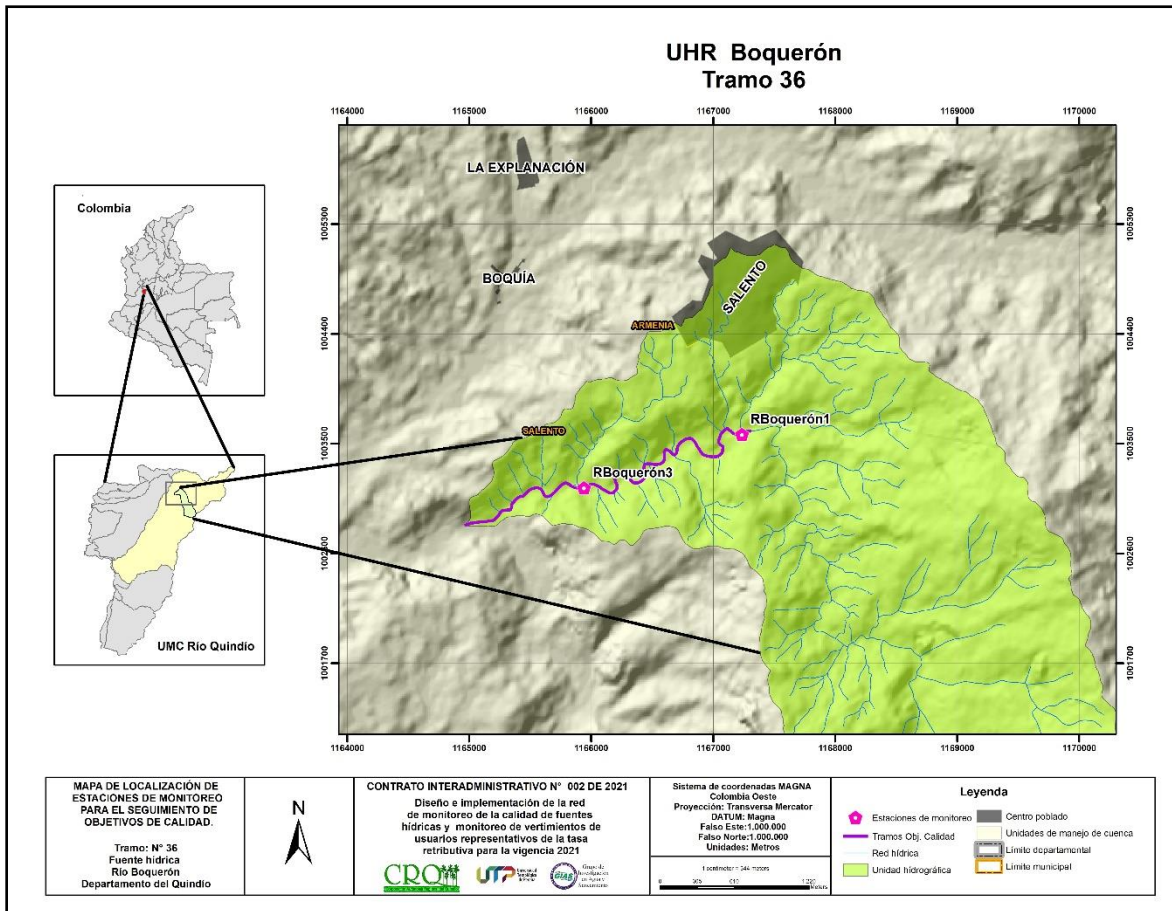 UHR Boquerón
Tramo 36
1164000 1165000 1166000 1167000 1168000 1169000 1170000
Colombia
LA EXPLANACIÓN
1005300 1005300
BOQUÍA
SALENTO
ARMENIA
1004400 1004400
RBoquerón1
SALENTO
1003500 1003500
RBoquerón3
1002600 1002600
UMC Río Quindío
1001700 1001700
1164000 1165000 1166000 1167000 1168000 1169000 1170000
MAPA DE LOCALIZACIÓN DE
ESTACIONES DE MONITOREO
PARA EL SEGUIMIENTO DE
OBJETIVOS DE CALIDAD.
Tramo: N° 36
Fuente hídrica
Río Boquerón
Departamento del Quindío
N
CONTRATO INTERADMINISTRATIVO N° 002 DE 2021
Diseño e implementación de la red
de monitoreo de la calidad de fuentes
hídricas y monitoreo de vertimientos de
usuarios representativos de la tasa
retributiva para la vigencia 2021
CRQ
UTP
GIAS
Sistema de coordenadas MAGNA
Colombia Oeste
Proyección: Transversa Mercator
DATUM: Magna
Falso Este:1.000.000
Falso Norte:1.000.000
Unidades: Metros
Leyenda
Estaciones de monitoreo
Tramos Obj. Calidad
Red hídrica
Unidad hidrográfica
Centro poblado
Unidades de manejo de cuenca
Límite departamental
Límite municipal